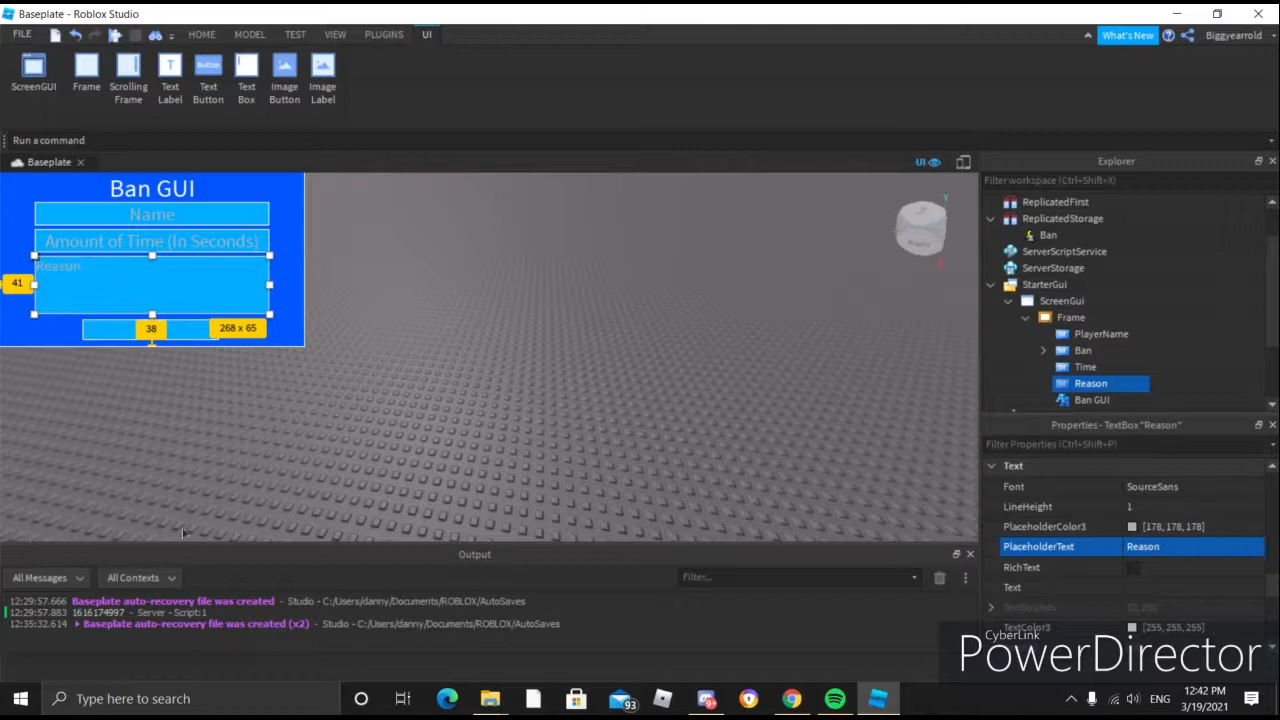 Baseplate - Roblox Studio
FILE HOME MODEL TEST VIEW PLUGINS UI What's New Biggyearrold
ScreenGUI Frame Scrolling Frame Text Label Text Button Text Box Image Button Image Label
Run a command
Baseplate UI Explorer
Filter workspace (Ctrl+Shift+X)
Ban GUI
Name
Amount of Time (In Seconds)
Reason
41
38
268 x 65
ReplicatedFirst
ReplicatedStorage
Ban
ServerScriptService
ServerStorage
StarterGui
ScreenGui
Frame
PlayerName
Ban
Time
Reason
Ban GUI
Properties - TextBox "Reason"
Filter Properties (Ctrl+Shift+P)
Text
Font SourceSans
LineHeight 1
PlaceholderColor3 [178, 178, 178]
PlaceholderText Reason
RichText
Text
TextColor3 [255, 255, 255]
Output
All Messages All Contexts Filter...
12:29:57.666 Baseplate auto-recovery file was created - Studio - C:/Users/danny/Documents/ROBLOX/AutoSaves
12:29:57.883 1616174997 - Server - Script:1
12:35:32.614 Baseplate auto-recovery file was created (x2) - Studio - C:/Users/danny/Documents/ROBLOX/AutoSaves
CyberLink
PowerDirector
Type here to search 93 ENG 12:42 PM
3/19/2021